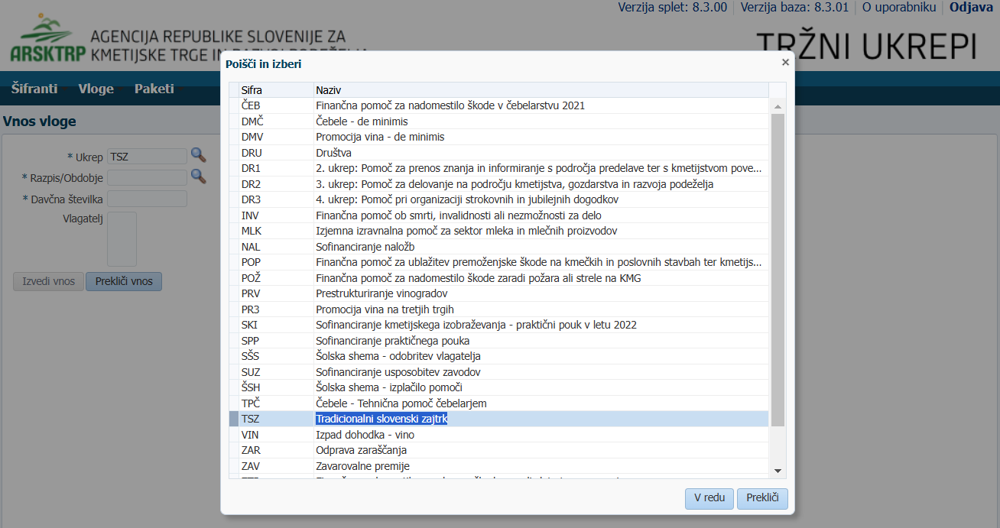 Verzija splet: 8.3.00 Verzija baza: 8.3.01 O uporabniku Odjava
ARSKTRP
AGENCIJA REPUBLIKE SLOVENIJE ZA
KMETIJSKE TRGE IN
TRŽNI UKREPI
Šifranti Vloge Paketi
Vnos vloge
* Ukrep TSZ
* Razpis/Obdobje
* Davčna številka
Vlagatelj
Izvedi vnos Prekliči vnos
Poišči in izberi
Sifra Naziv
ČEB Finančna pomoč za nadomestilo škode v čebelarstvu 2021
DMČ Čebele - de minimis
DMV Promocija vina - de minimis
DRU Društva
DR1 2. ukrep: Pomoč za prenos znanja in informiranje s področja predelave ter s kmetijstvom pove...
DR2 3. ukrep: Pomoč za delovanje na področju kmetijstva, gozdarstva in razvoja podeželja
DR3 4. ukrep: Pomoč pri organizaciji strokovnih in jubilejnih dogodkov
INV Finančna pomoč ob smrti, invalidnosti ali nezmožnosti za delo
MLK Izjemna izravnalna pomoč za sektor mleka in mlečnih proizvodov
NAL Sofinanciranje naložb
POP Finančna pomoč za ublažitev premoženjske škode na kmečkih in poslovnih stavbah ter kmetijs...
POŽ Finančna pomoč za nadomestilo škode zaradi požara ali strele na KMG
PRV Prestrukturiranje vinogradov
PR3 Promocija vina na tretjih trgih
SKI Sofinanciranje kmetijskega izobraževanja - praktični pouk v letu 2022
SPP Sofinanciranje praktičnega pouka
SŠS Šolska shema - odobritev vlagatelja
SUZ Sofinanciranje usposobitev zavodov
ŠSH Šolska shema - izplačilo pomoči
TPČ Čebele - Tehnična pomoč čebelarjem
TSZ Tradicionalni slovenski zajtrk
VIN Izpad dohodka - vino
ZAR Odprava zaraščanja
ZAV Zavarovalne premije
V redu Prekliči